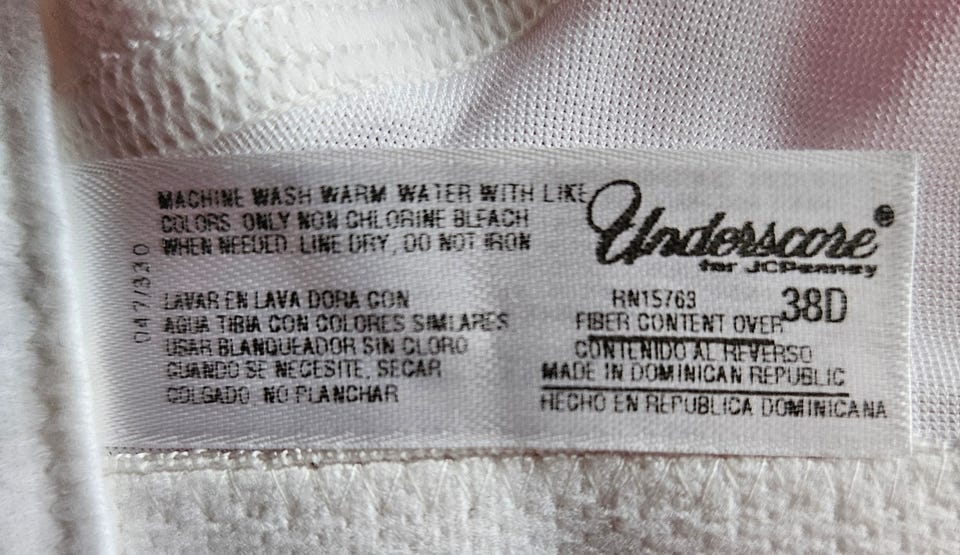 MACHINE WASH WARM WATER WITH LIKE
COLORS. ONLY NON CHLORINE BLEACH
WHEN NEEDED. LINE DRY, DO NOT IRON
LAVAR EN LAVA DORA CON
AGUA TIBIA CON COLORES SIMLARES
USAR BLANQUEADOR SIN CLORO
CUANDO SE NECESITE, SECAR
COLGADO. NO PLANCHAR
047/330
Underscore®
for JCPenney
RN15763
38D
FIBER CONTENT OVER
CONTENIDO AL REVERSO
MADE IN DOMINICAN REPUBLIC
HECHO EN REPUBLICA DOMINICANA